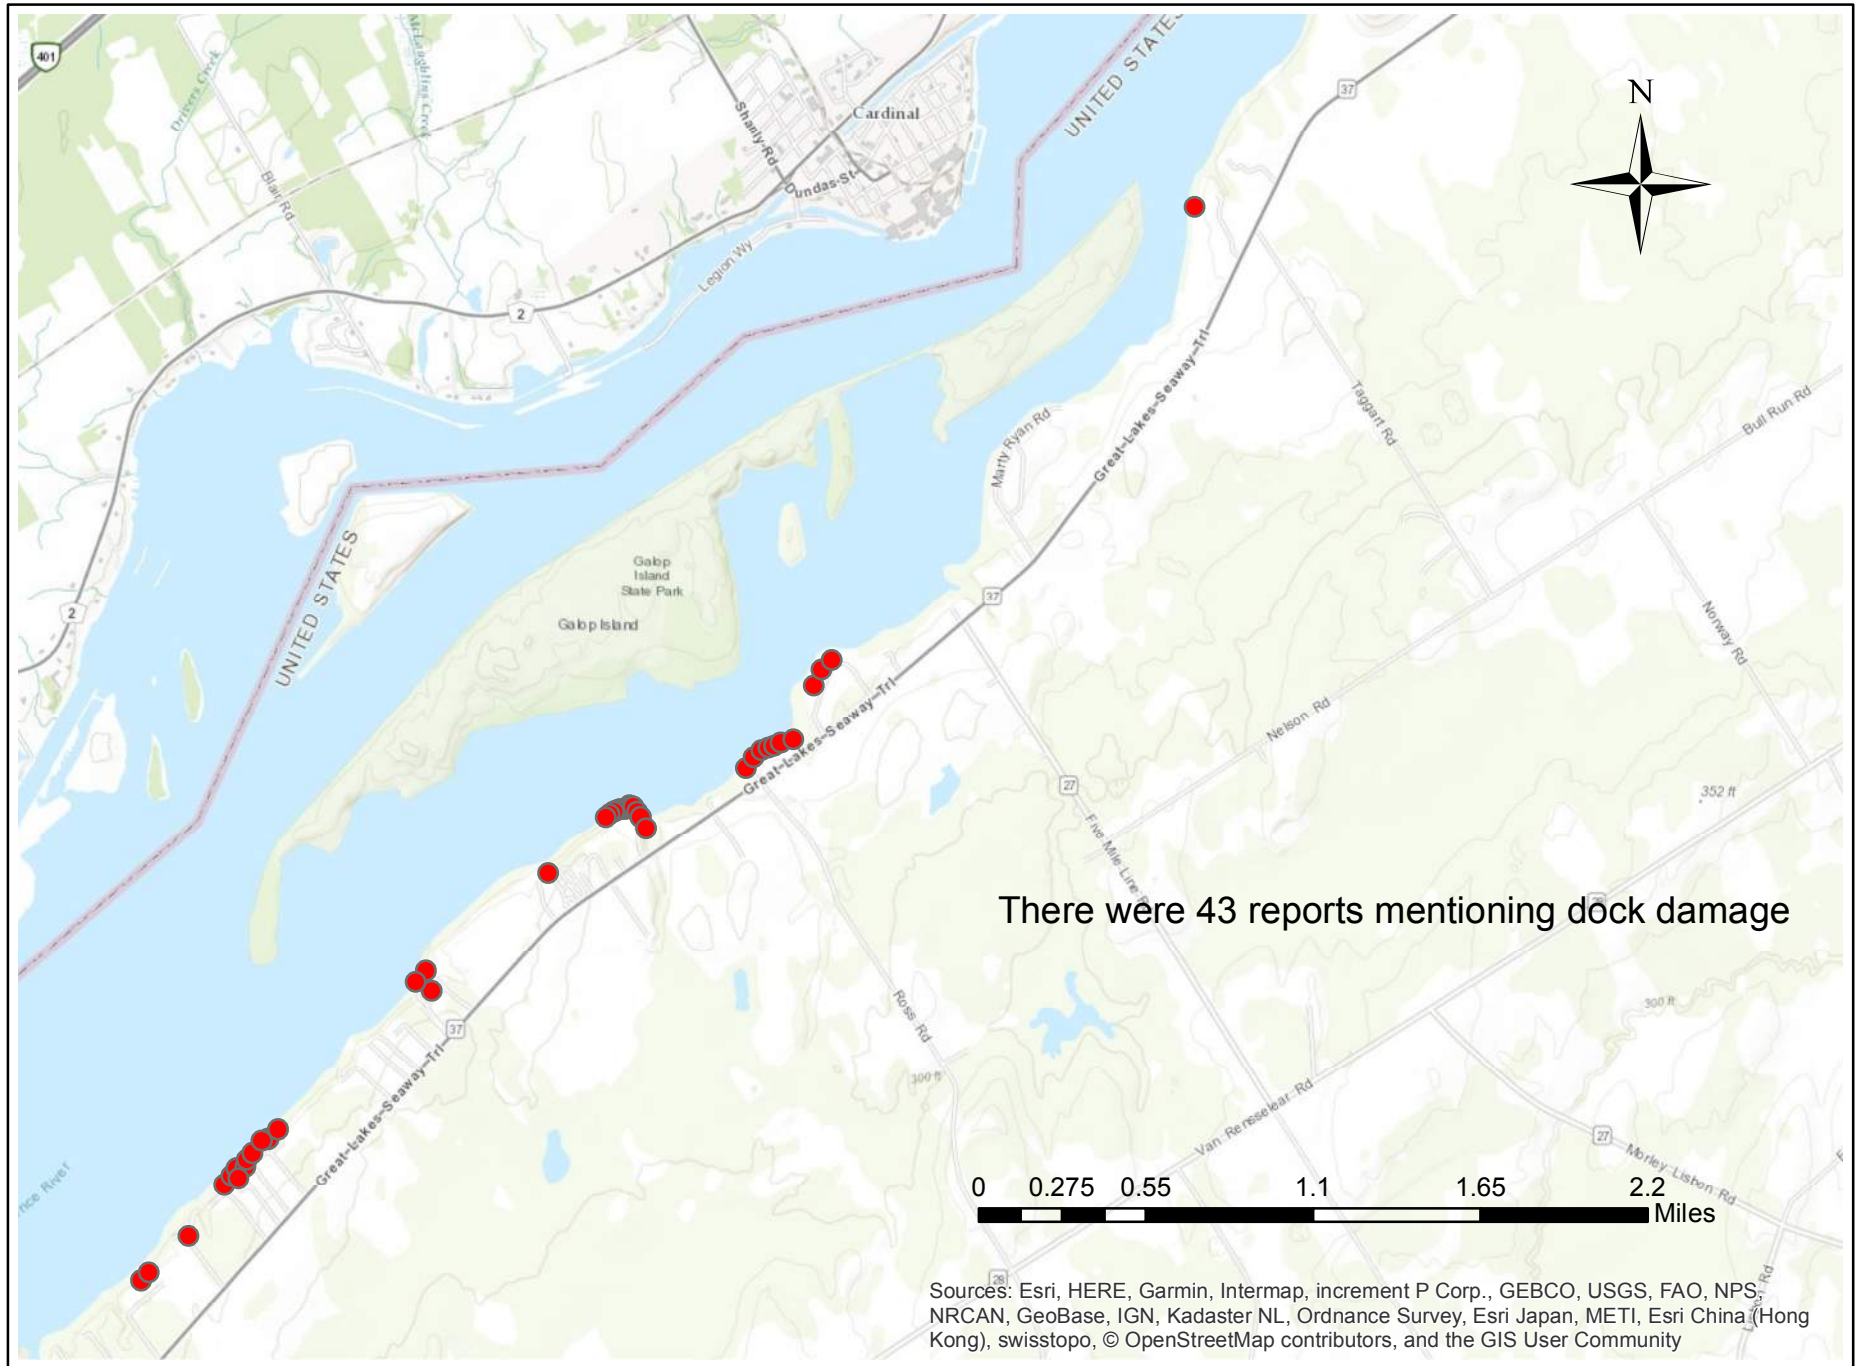 401
Drivers Creek
McLaughlins Creek
UNITED STATES
37
N
Cardinal
Shanly Rd
Dundas St
Blair Rd
Legion Wy
2
Great Lakes Seaway Trl
Taggart Rd
Bull Run Rd
Marty Ryan Rd
UNITED STATES
Galop
Island
State Park
Galop Island
2
37
Norway Rd
Great Lakes Seaway Trl
Nelson Rd
27
352 ft
Five Mile Line
There were 43 reports mentioning dock damage
Ross Rd
300 ft
37
300 ft
Great Lakes Seaway Trl
Van Rensselear Rd
27
Morley Lisbon Rd
nce River
0 0.275 0.55 1.1 1.65 2.2
Miles
28
Sources: Esri, HERE, Garmin, Intermap, increment P Corp., GEBCO, USGS, FAO, NPS,
NRCAN, GeoBase, IGN, Kadaster NL, Ordnance Survey, Esri Japan, METI, Esri China (Hong
Kong), swisstopo, © OpenStreetMap contributors, and the GIS User Community